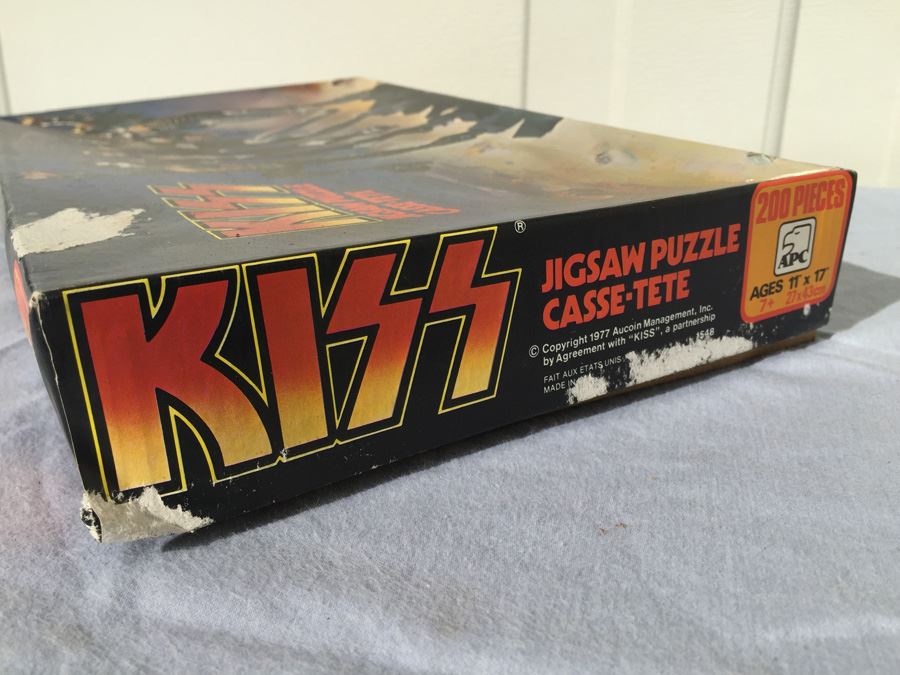 KISS
KISS®
JIGSAW PUZZLE
CASSE-TETE
© Copyright 1977 Aucoin Management, Inc.
by Agreement with "KISS", a partnership
1548
FAIT AUX ETATS UNIS
MADE IN
200 PIECES
APC
AGES 11" x 17"
7+ 27x43cm